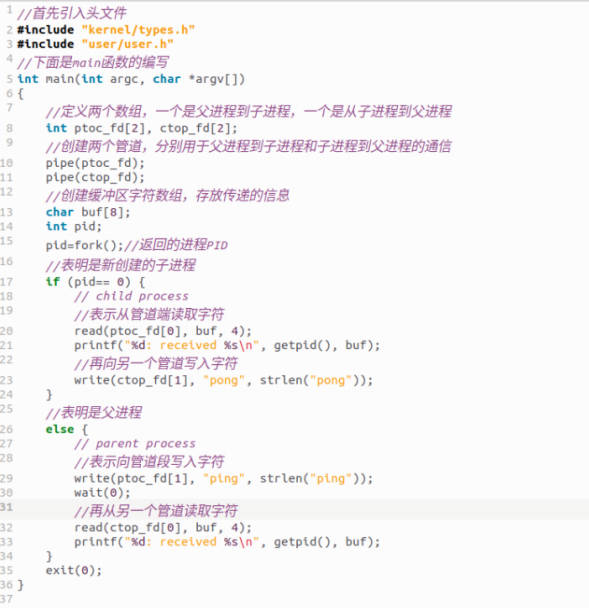 1 //首先引入头文件
2 #include "kernel/types.h"
3 #include "user/user.h"
4 //下面是main函数的编写
5 int main(int argc, char *argv[])
6 {
7     //定义两个数组，一个是父进程到子进程，一个是从子进程到父进程
8     int ptoc_fd[2], ctop_fd[2];
9     //创建两个管道，分别用于父进程到子进程和子进程到父进程的通信
10     pipe(ptoc_fd);
11     pipe(ctop_fd);
12     //创建缓冲区字符数组，存放传递的信息
13     char buf[8];
14     int pid;
15     pid=fork();//返回的进程PID
16     //表明是新创建的子进程
17     if (pid== 0) {
18         // child process
19         //表示从管道端读取字符
20         read(ptoc_fd[0], buf, 4);
21         printf("%d: received %s\n", getpid(), buf);
22         //再向另一个管道写入字符
23         write(ctop_fd[1], "pong", strlen("pong"));
24     }
25     //表明是父进程
26     else {
27         // parent process
28         //表示向管道段写入字符
29         write(ptoc_fd[1], "ping", strlen("ping"));
30         wait(0);
31         //再从另一个管道读取字符
32         read(ctop_fd[0], buf, 4);
33         printf("%d: received %s\n", getpid(), buf);
34     }
35     exit(0);
36 }
37